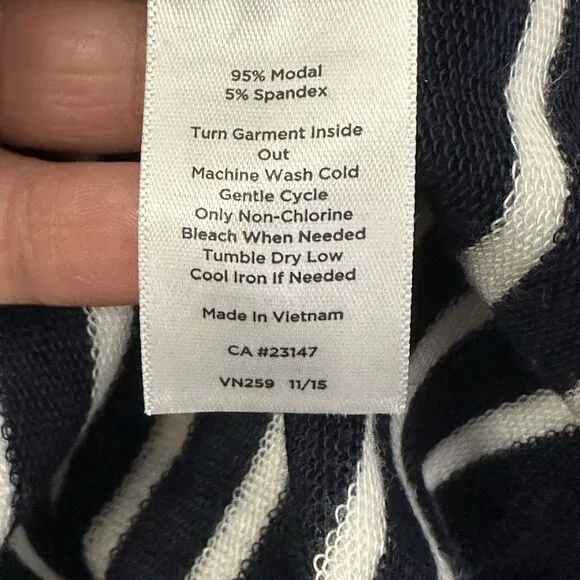 95% Modal
5% Spandex
Turn Garment Inside
Out
Machine Wash Cold
Gentle Cycle
Only Non-Chlorine
Bleach When Needed
Tumble Dry Low
Cool Iron if Needed
Made In Vietnam
CA #23147
VN259 11/15